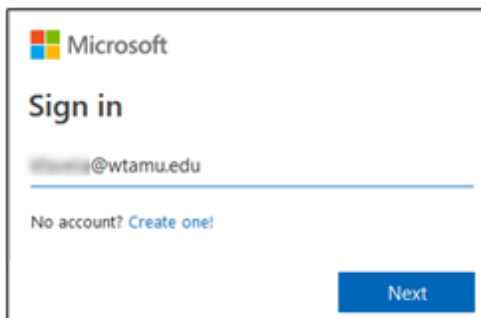 Microsoft
Sign in
@wtamu.edu
No account? Create one!
Next